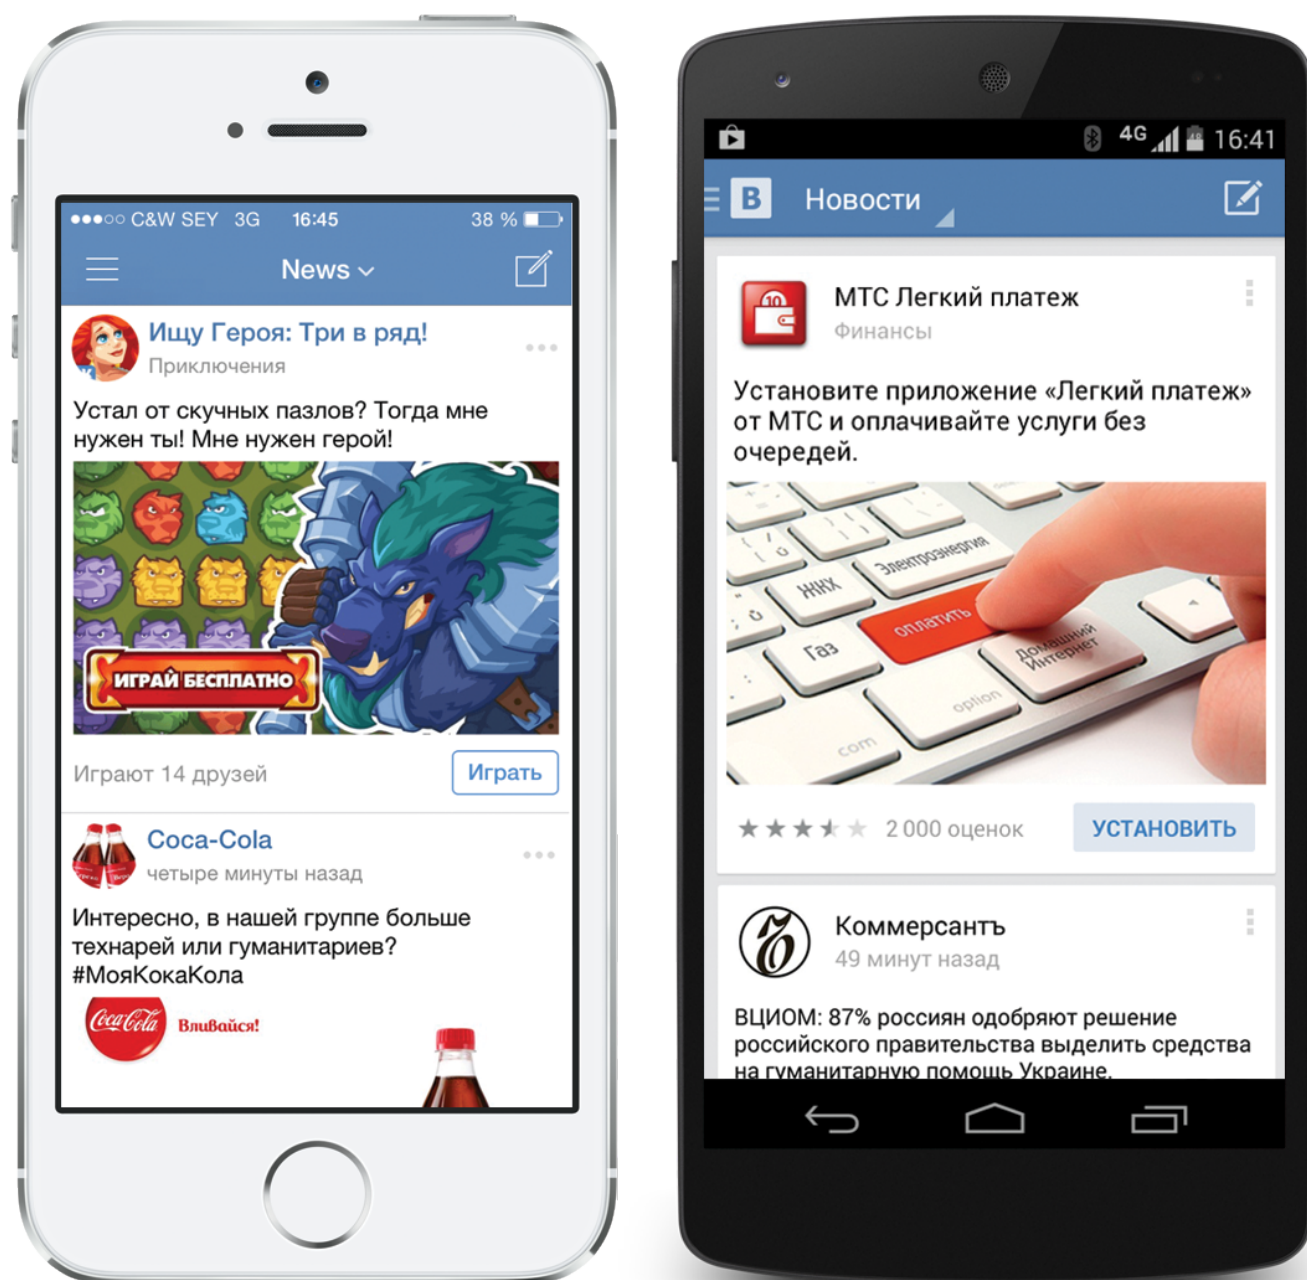 C&W SEY 3G 16:45 38 %
News
Ищу Героя: Три в ряд!
Приключения
Устал от скучных пазлов? Тогда мне
нужен ты! Мне нужен герой!
ИГРАЙ БЕСПЛАТНО
Играют 14 друзей
Играть
Coca-Cola
четыре минуты назад
Интересно, в нашей группе больше
технарей или гуманитариев?
#МояКокаКола
Coca-Cola
Вливайся!
4G 16:41
В
Новости
10
МТС Легкий платеж
Финансы
Установите приложение «Легкий платеж»
от МТС и оплачивайте услуги без
очередей.
Электроэнергия
ЖКХ
оплатить
Газ
Домашний
Интернет
option
com
2 000 оценок
УСТАНОВИТЬ
Коммерсантъ
49 минут назад
ВЦИОМ: 87% россиян одобряют решение
российского правительства выделить средства
на гуманитарную помощь Украине.